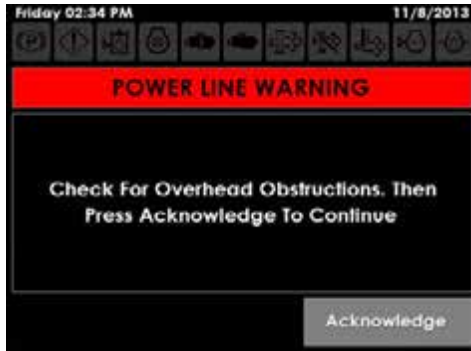 Friday 02:34 PM 11/8/2013
POWER LINE WARNING
Check For Overhead Obstructions. Then
Press Acknowledge To Continue
Acknowledge